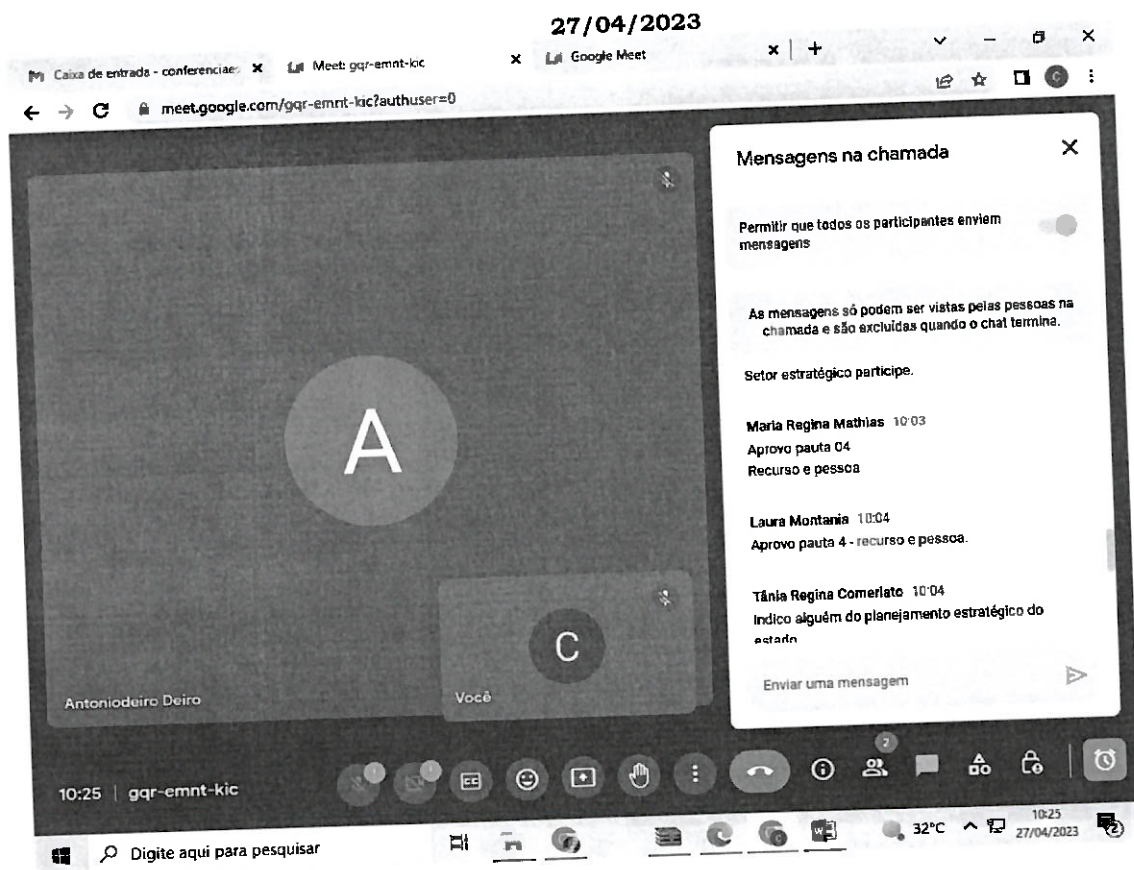 27/04/2023
Caixa de entrada - conferenciae
Meet: gqr-emnt-kic
Google Meet
meet.google.com/gqr-emnt-kic?authuser=0
C
Mensagens na chamada
Permitir que todos os participantes enviem
mensagens
As mensagens só podem ser vistas pelas pessoas na
chamada e são excluídas quando o chat termina.
Setor estratégico participe.
Maria Regina Mathias 10:03
Aprovo pauta 04
Recurso e pessoa
Laura Montania 10:04
Aprovo pauta 4 - recurso e pessoa.
Tânia Regina Comerlato 10:04
Indico alguém do planejamento estratégico do
estado
Enviar uma mensagem
A
C
Antoniodeiro Deiro
Você
10:25 | gqr-emnt-kic
CC
2
Digite aqui para pesquisar
32°C
10:25
27/04/2023
2